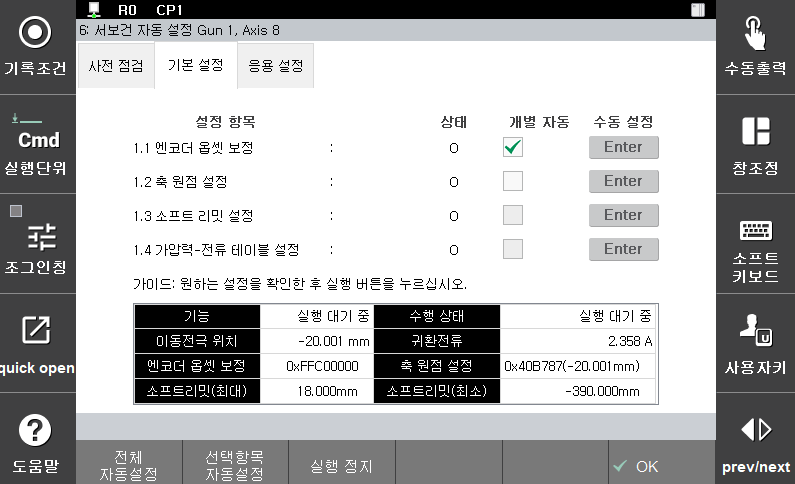 R0 CP1
6: 서보건 자동 설정 Gun 1, Axis 8
기록조건
Cmd
실행단위
조그인칭
quick open
도움말
사전 점검 기본 설정 응용 설정
설정 항목 상태 개별 자동 수동 설정
1.1 엔코더 옵셋 보정 : O Enter
1.2 축 원점 설정 : O Enter
1.3 소프트 리밋 설정 : O Enter
1.4 가압력-전류 테이블 설정 : O Enter
가이드: 원하는 설정을 확인한 후 실행 버튼을 누르십시오.
기능 실행 대기 중 수행 상태 실행 대기 중
이동전극 위치 -20.001 mm 귀환전류 2.358 A
엔코더 옵셋 보정 0xFFC00000 축 원점 설정 0x40B787(-20.001mm)
소프트리밋(최대) 18.000mm 소프트리밋(최소) -390.000mm
전체
자동설정
선택항목
자동설정
실행 정지
OK
수동출력
창조정
소프트
키보드
U
사용자키
prev/next